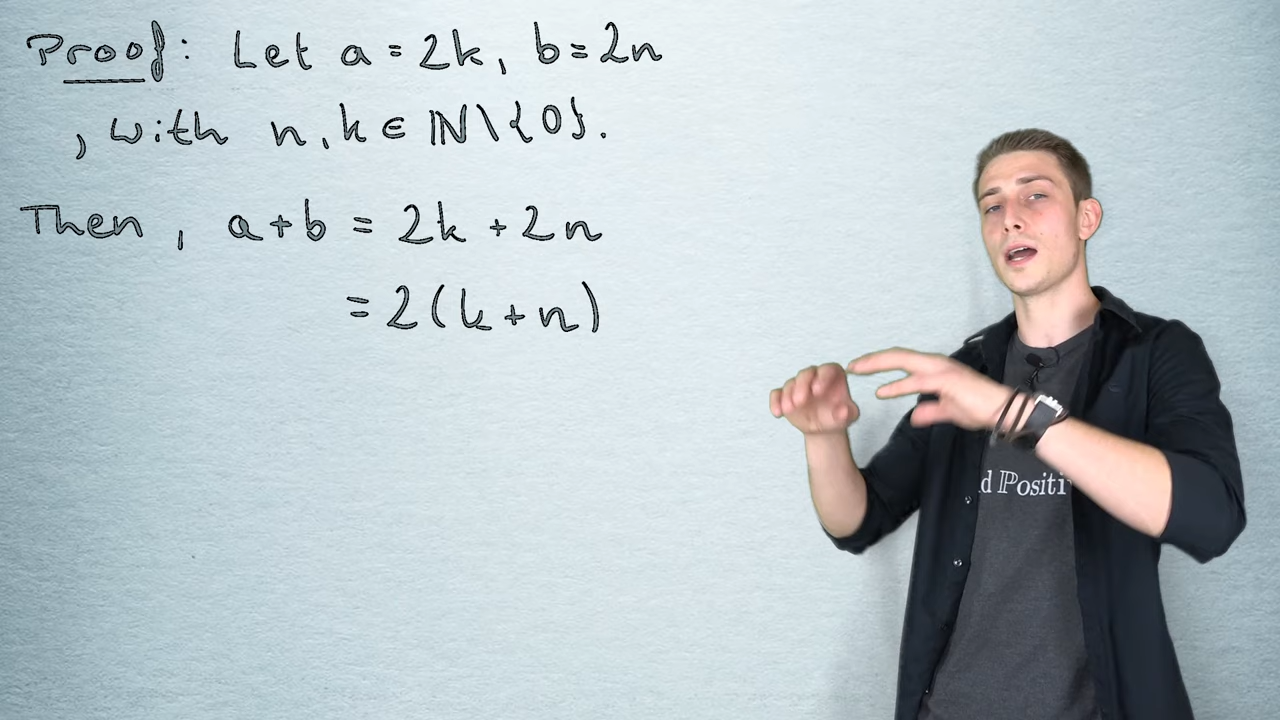 Proof: Let a = 2k, b = 2n
, with n, k ∈ ℕ \ {0}.
Then, a + b = 2k + 2n
= 2(k + n)
d ℙositi